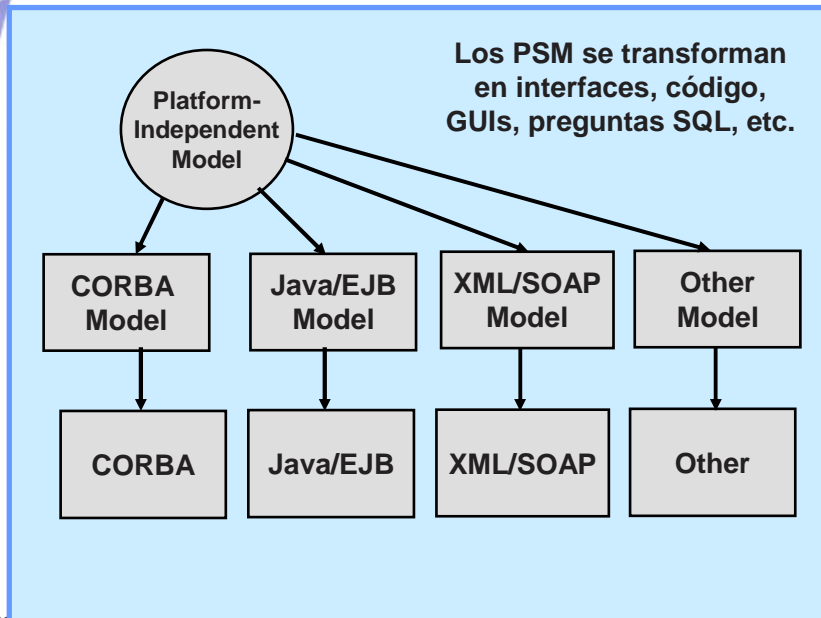 Los PSM se transforman
en interfaces, código,
GUIs, preguntas SQL, etc.
Platform-
Independent
Model
CORBA
Model
Java/EJB
Model
XML/SOAP
Model
Other
Model
CORBA
Java/EJB
XML/SOAP
Other